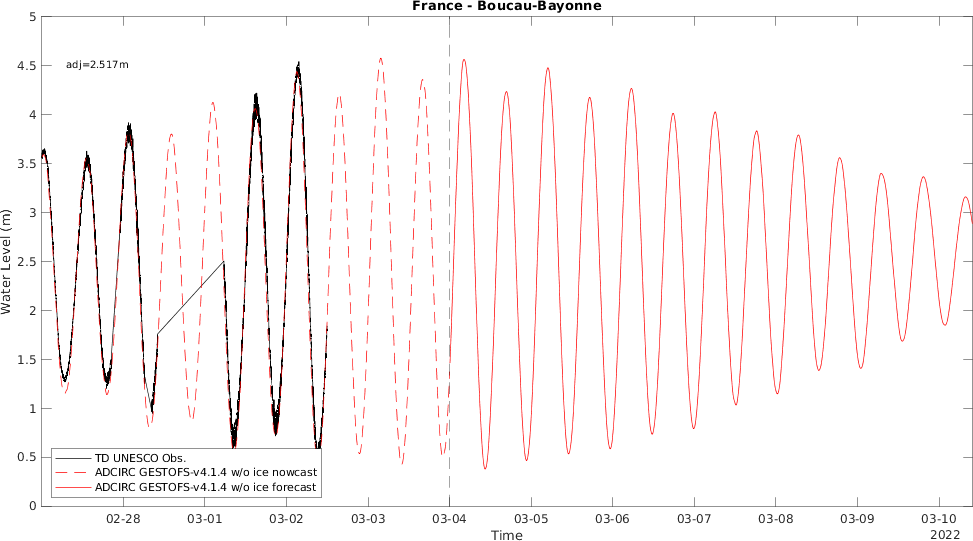 France - Boucau-Bayonne
adj=2.517m
5
4.5
4
3.5
3
2.5
2
1.5
1
0.5
0
Water Level (m)
TD UNESCO Obs.
ADCIRC GESTOFS-v4.1.4 w/o ice nowcast
ADCIRC GESTOFS-v4.1.4 w/o ice forecast
02-28 03-01 03-02 03-03 03-04 03-05 03-06 03-07 03-08 03-09 03-10
Time
2022